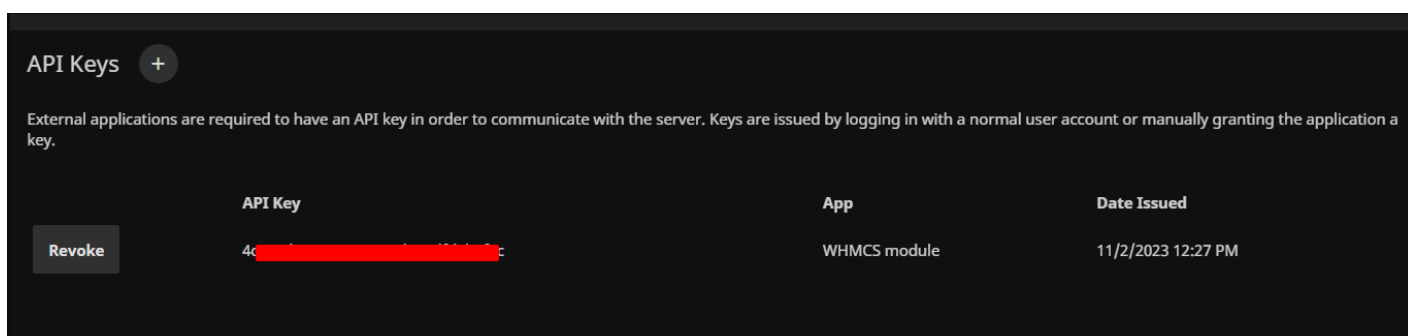 API Keys +
External applications are required to have an API key in order to communicate with the server. Keys are issued by logging in with a normal user account or manually granting the application a
key.
API Key App Date Issued
Revoke WHMCS module 11/2/2023 12:27 PM